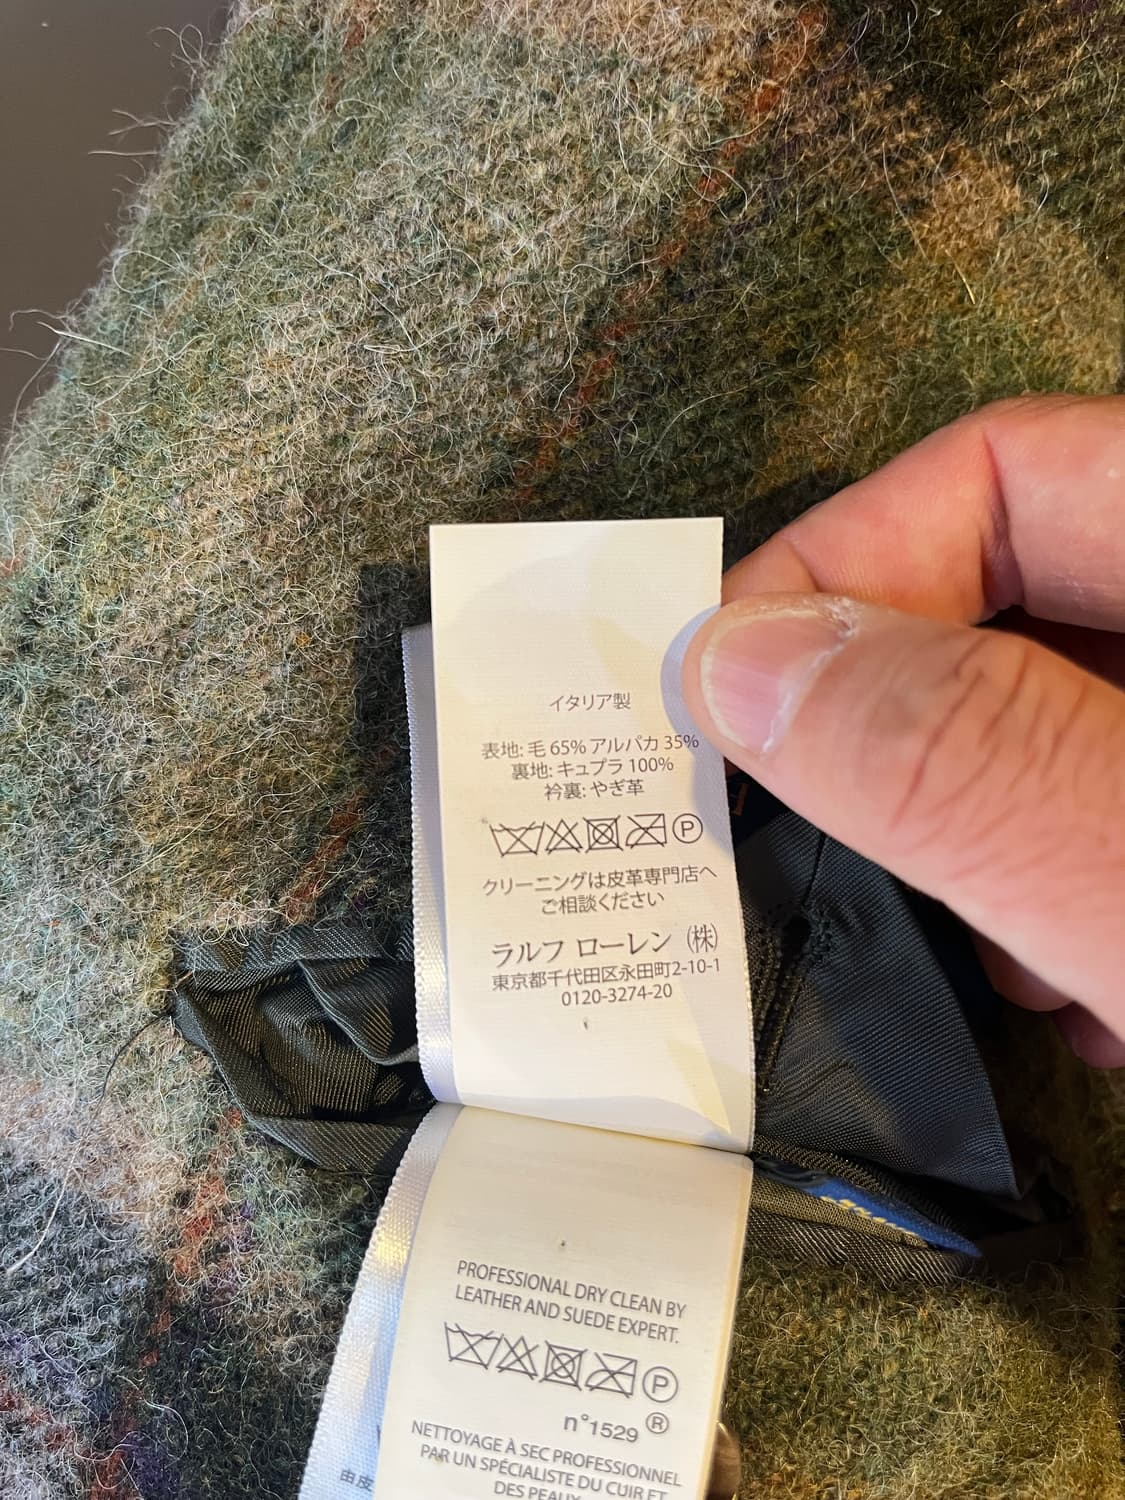 イタリア製
表地: 毛 65% アルパカ 35%
裏地: キュプラ 100%
衿裏: やぎ革
P
クリーニングは皮革専門店へ
ご相談ください
ラルフ ローレン (株)
東京都千代田区永田町2-10-1
0120-3274-20
PROFESSIONAL DRY CLEAN BY
LEATHER AND SUEDE EXPERT.
P
n°1529 ®
NETTOYAGE À SEC PROFESSIONNEL
PAR UN SPÉCIALISTE DU CUIR ET
DES PEAUX
由皮